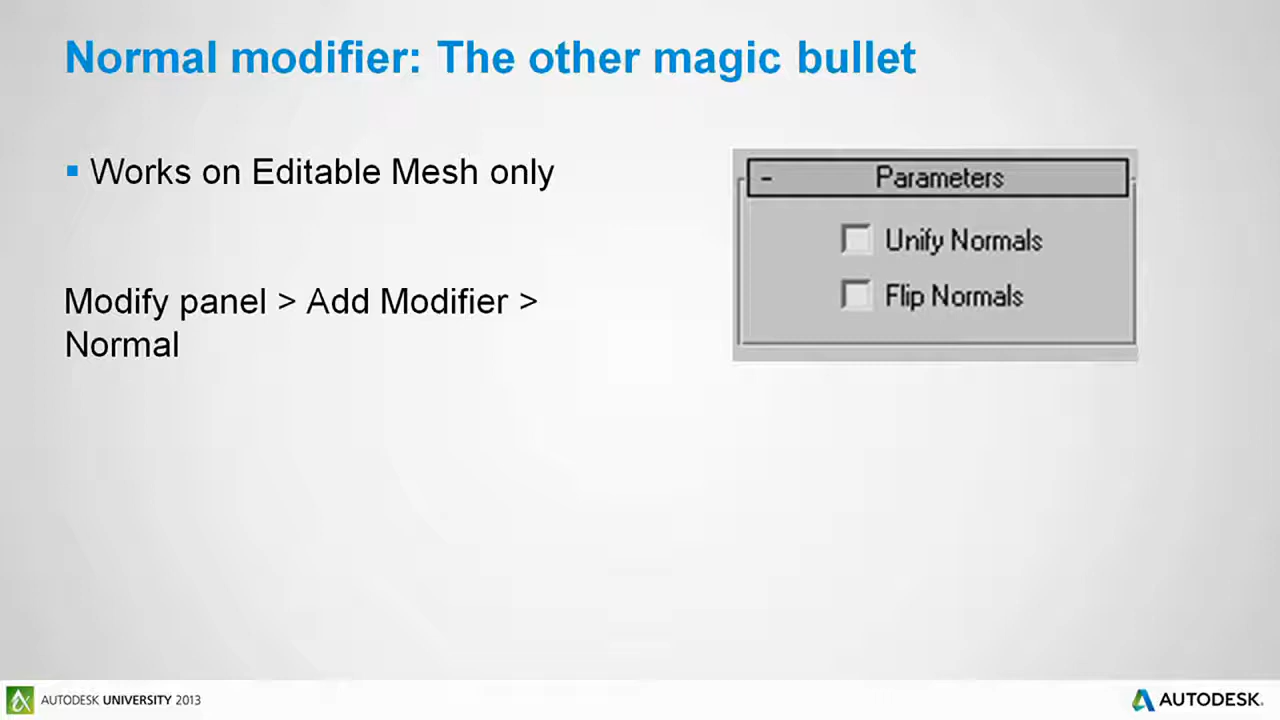 Normal modifier: The other magic bullet
Works on Editable Mesh only
Modify panel > Add Modifier >
Normal
- Parameters
Unify Normals
Flip Normals
AUTODESK UNIVERSITY 2013
AUTODESK.